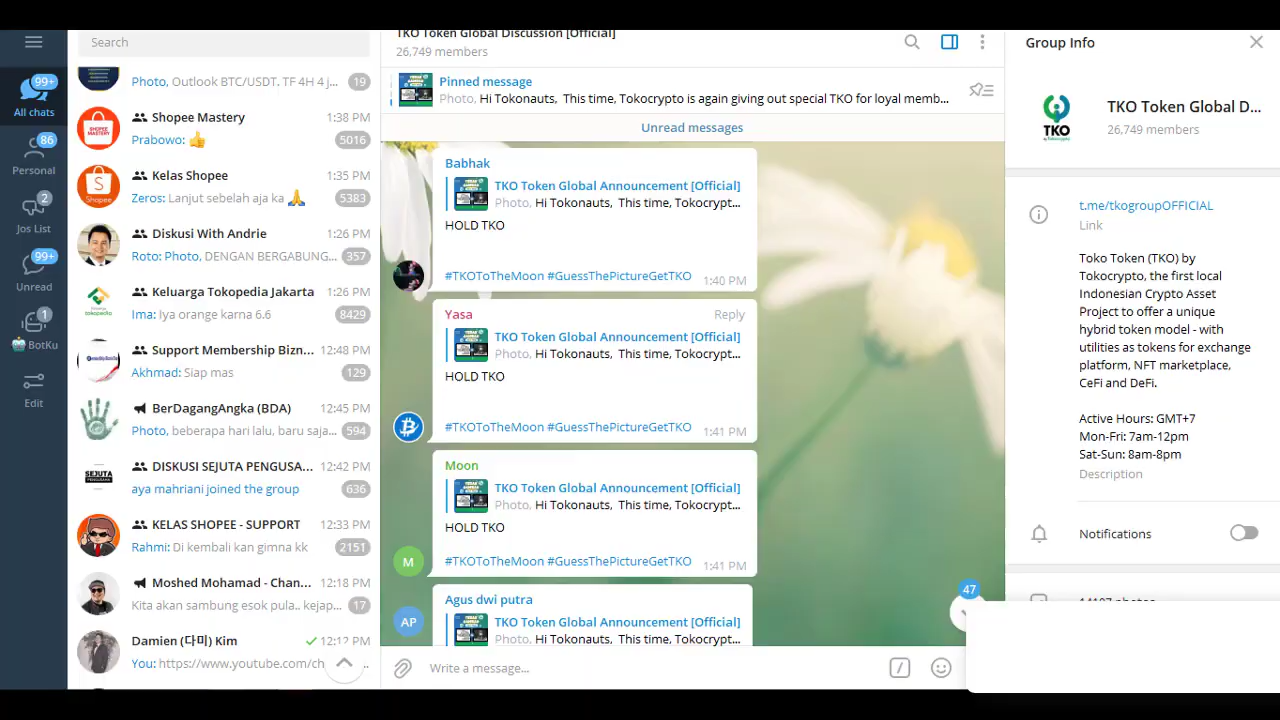 99+
All chats
86
Personal
2
Jos List
99+
Unread
1
BotKu
Edit
Search
Photo, Outlook BTC/USDT. TF 4H 4 j...
19
Shopee Mastery
1:38 PM
Prabowo: 👍
5016
Kelas Shopee
1:35 PM
Zeros: Lanjut sebelah aja ka 🙏
5383
Diskusi With Andrie
1:26 PM
Roto: Photo, DENGAN BERGABUNG...
357
Keluarga Tokopedia Jakarta
1:26 PM
Ima: Iya orange karna 6.6
8429
Support Membership Bizn...
12:48 PM
Akhmad: Siap mas
129
BerDagangAngka (BDA)
12:45 PM
Photo, beberapa hari lalu, baru saja...
594
DISKUSI SEJUTA PENGUSA...
12:42 PM
aya mahriani joined the group
636
SEJUTA
KELAS SHOPEE - SUPPORT
12:33 PM
Rahmi: Di kembali kan gimna kk
2151
Moshed Mohamad - Chan...
12:18 PM
Kita akan sambung esok pula.. kejap...
17
Damien (다미) Kim
12:12 PM
You: https://www.youtube.com/ch
TKO Token Global Discussion [Official]
26,749 members
Pinned message
Photo, Hi Tokonauts, This time, Tokocrypto is again giving out special TKO for loyal memb...
Unread messages
Babhak
TKO Token Global Announcement [Official]
Photo, Hi Tokonauts, This time, Tokocrypt...
HOLD TKO
#TKOToTheMoon #GuessThePictureGetTKO
1:40 PM
Yasa
Reply
TKO Token Global Announcement [Official]
Photo, Hi Tokonauts, This time, Tokocrypt...
HOLD TKO
#TKOToTheMoon #GuessThePictureGetTKO
1:41 PM
Moon
TKO Token Global Announcement [Official]
Photo, Hi Tokonauts, This time, Tokocrypt...
HOLD TKO
M
#TKOToTheMoon #GuessThePictureGetTKO
1:41 PM
Agus dwi putra
AP
TKO Token Global Announcement [Official]
Photo, Hi Tokonauts, This time, Tokocrypt...
47
Write a message...
Group Info
TKO
TKO Token Global D...
26,749 members
t.me/tkogroupOFFICIAL
Link
Toko Token (TKO) by
Tokocrypto, the first local
Indonesian Crypto Asset
Project to offer a unique
hybrid token model - with
utilities as tokens for exchange
platform, NFT marketplace,
CeFi and DeFi.
Active Hours: GMT+7
Mon-Fri: 7am-12pm
Sat-Sun: 8am-8pm
Description
Notifications